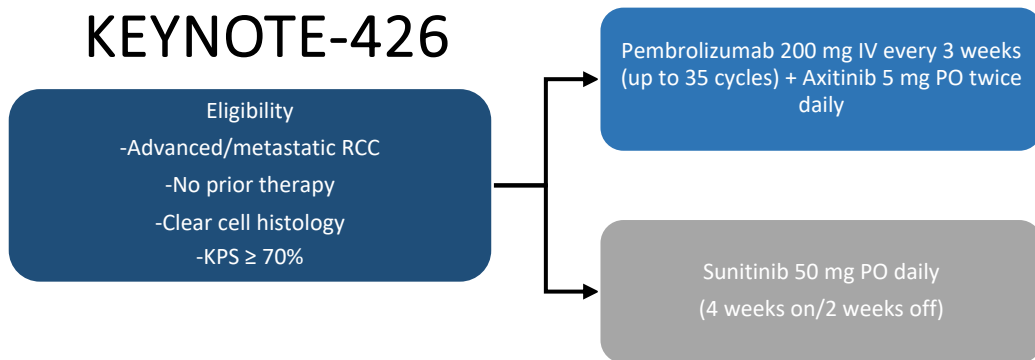 KEYNOTE-426
Eligibility
-Advanced/metastatic RCC
-No prior therapy
-Clear cell histology
-KPS ≥ 70%
Pembrolizumab 200 mg IV every 3 weeks
(up to 35 cycles) + Axitinib 5 mg PO twice
daily
Sunitinib 50 mg PO daily
(4 weeks on/2 weeks off)